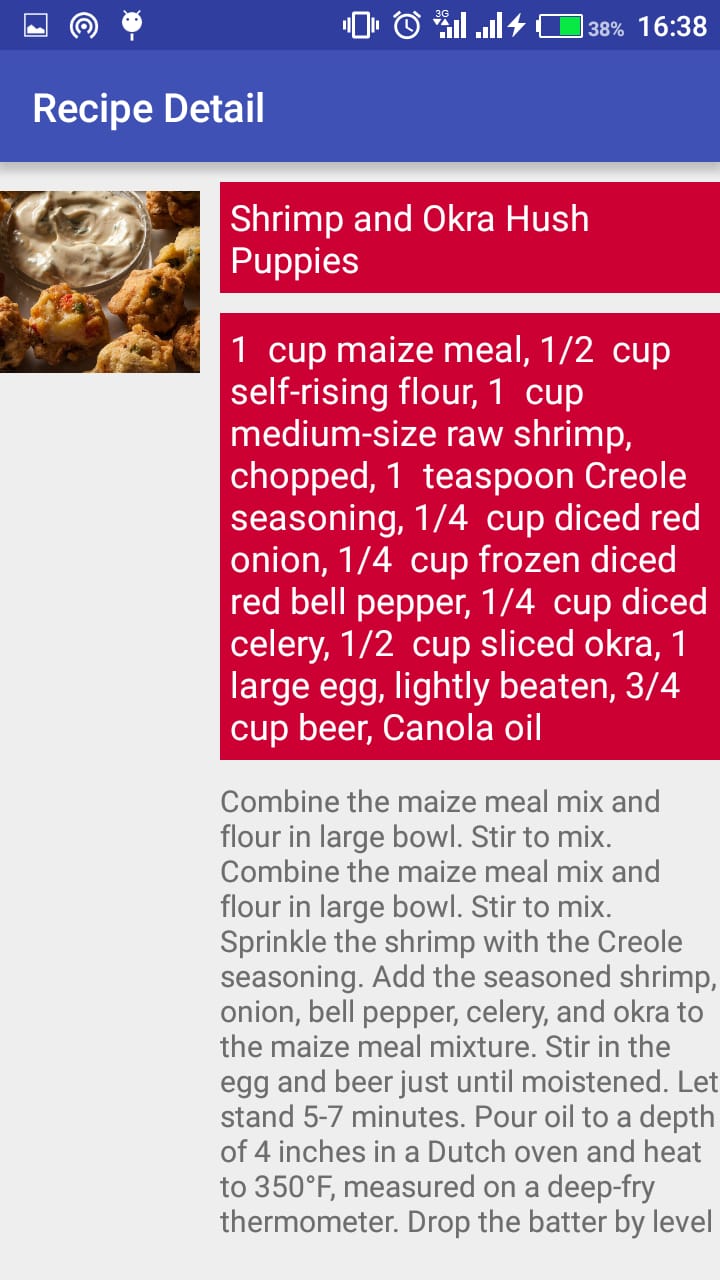 3G 38% 16:38
Recipe Detail
Shrimp and Okra Hush
Puppies
1  cup maize meal, 1/2  cup
self-rising flour, 1  cup
medium-size raw shrimp,
chopped, 1  teaspoon Creole
seasoning, 1/4  cup diced red
onion, 1/4  cup frozen diced
red bell pepper, 1/4  cup diced
celery, 1/2  cup sliced okra, 1
large egg, lightly beaten, 3/4
cup beer, Canola oil
Combine the maize meal mix and
flour in large bowl. Stir to mix.
Combine the maize meal mix and
flour in large bowl. Stir to mix.
Sprinkle the shrimp with the Creole
seasoning. Add the seasoned shrimp,
onion, bell pepper, celery, and okra to
the maize meal mixture. Stir in the
egg and beer just until moistened. Let
stand 5-7 minutes. Pour oil to a depth
of 4 inches in a Dutch oven and heat
to 350°F, measured on a deep-fry
thermometer. Drop the batter by level